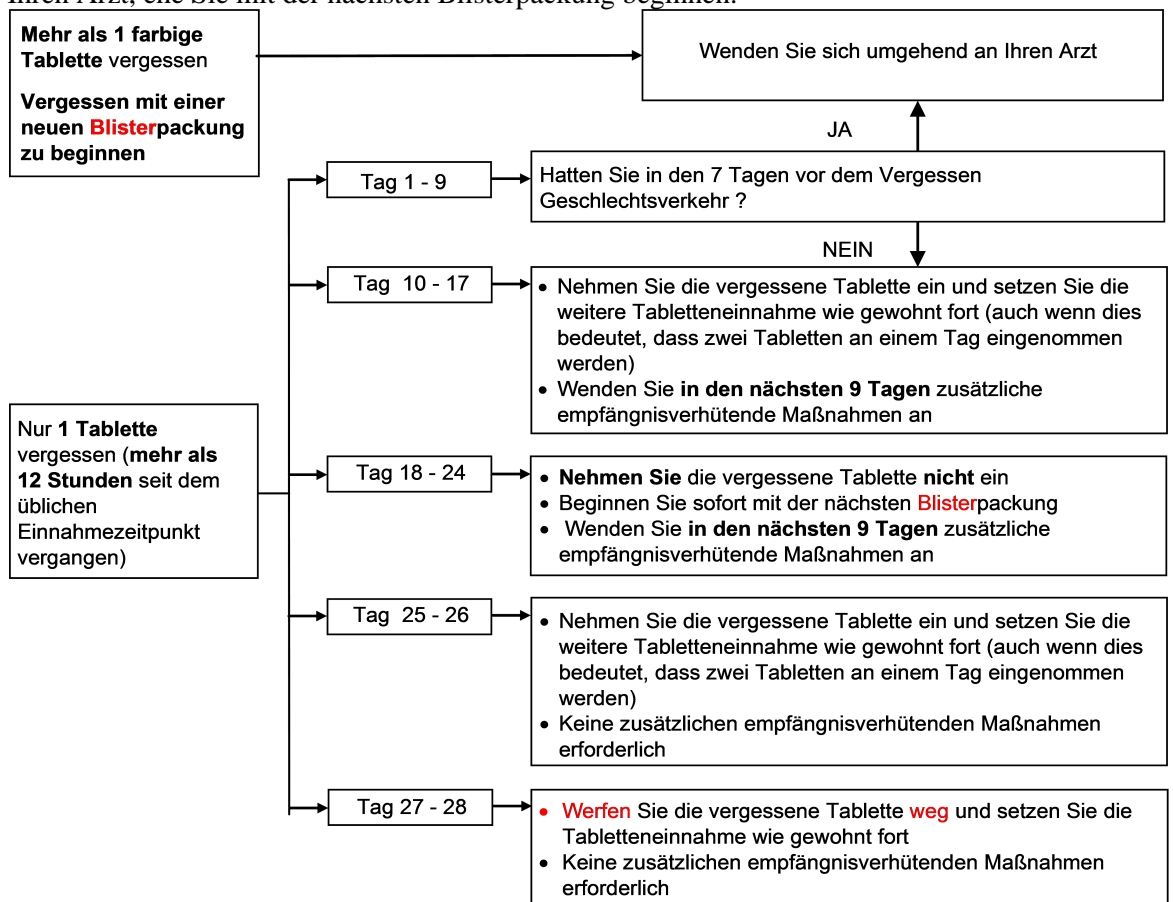 Ihren Arzt, ehe Sie mit der nächsten Blisterpackung beginnen.
Mehr als 1 farbige
Tablette vergessen
Vergessen mit einer
neuen Blisterpackung
zu beginnen
Wenden Sie sich umgehend an Ihren Arzt
JA
Tag 1 - 9
Hatten Sie in den 7 Tagen vor dem Vergessen
Geschlechtsverkehr ?
NEIN
Tag 10 - 17
• Nehmen Sie die vergessene Tablette ein und setzen Sie die
weitere Tabletteneinnahme wie gewohnt fort (auch wenn dies
bedeutet, dass zwei Tabletten an einem Tag eingenommen
werden)
• Wenden Sie in den nächsten 9 Tagen zusätzliche
empfängnisverhütende Maßnahmen an
Nur 1 Tablette
vergessen (mehr als
12 Stunden seit dem
üblichen
Einnahmezeitpunkt
vergangen)
Tag 18 - 24
• Nehmen Sie die vergessene Tablette nicht ein
• Beginnen Sie sofort mit der nächsten Blisterpackung
• Wenden Sie in den nächsten 9 Tagen zusätzliche
empfängnisverhütende Maßnahmen an
Tag 25 - 26
• Nehmen Sie die vergessene Tablette ein und setzen Sie die
weitere Tabletteneinnahme wie gewohnt fort (auch wenn dies
bedeutet, dass zwei Tabletten an einem Tag eingenommen
werden)
• Keine zusätzlichen empfängnisverhütenden Maßnahmen
erforderlich
Tag 27 - 28
• Werfen Sie die vergessene Tablette weg und setzen Sie die
Tabletteneinnahme wie gewohnt fort
• Keine zusätzlichen empfängnisverhütenden Maßnahmen
erforderlich